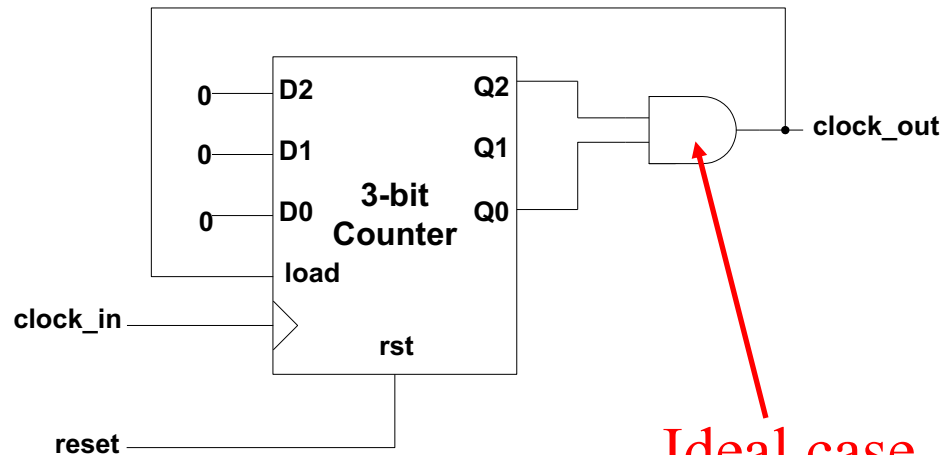 0
D2
Q2
clock_out
0
D1
Q1
0
D0
3-bit
Counter
Q0
load
clock_in
rst
reset
Ideal case